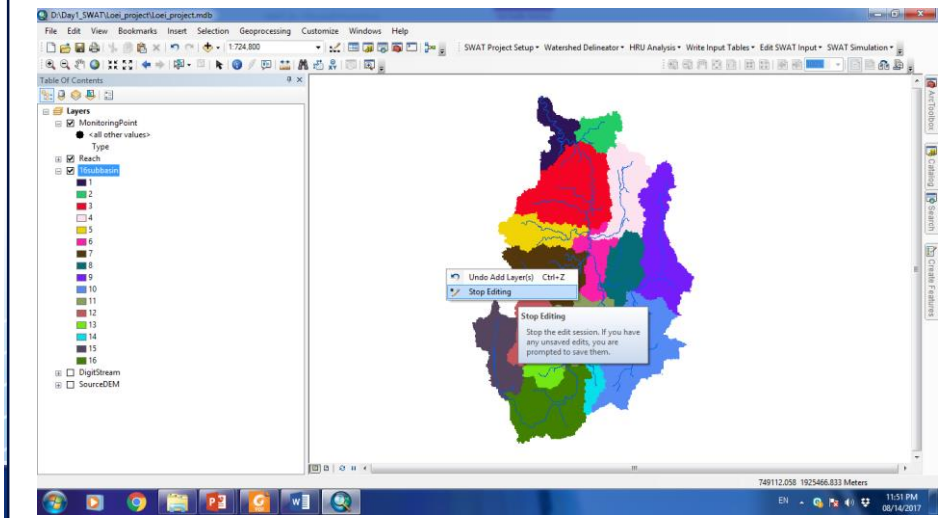 D:\Day1_SWAT\Loei_project\Loei_project.mdb
File Edit View Bookmarks Insert Selection Geoprocessing Customize Windows Help
1:724,800
SWAT Project Setup Watershed Delineator HRU Analysis Write Input Tables Edit SWAT Input SWAT Simulation
Table Of Contents
Layers
MonitoringPoint
<all other values>
Type
Reach
16subbasin
1
2
3
4
5
6
7
8
9
10
11
12
13
14
15
16
DigitStream
SourceDEM
Undo Add Layer(s) Ctrl+Z
Stop Editing
Stop Editing
Stop the edit session. If you have
any unsaved edits, you are
prompted to save them.
ArcToolbox
Catalog
Search
Create Features
749112.058 1925466.833 Meters
EN
11:51 PM
08/14/2017